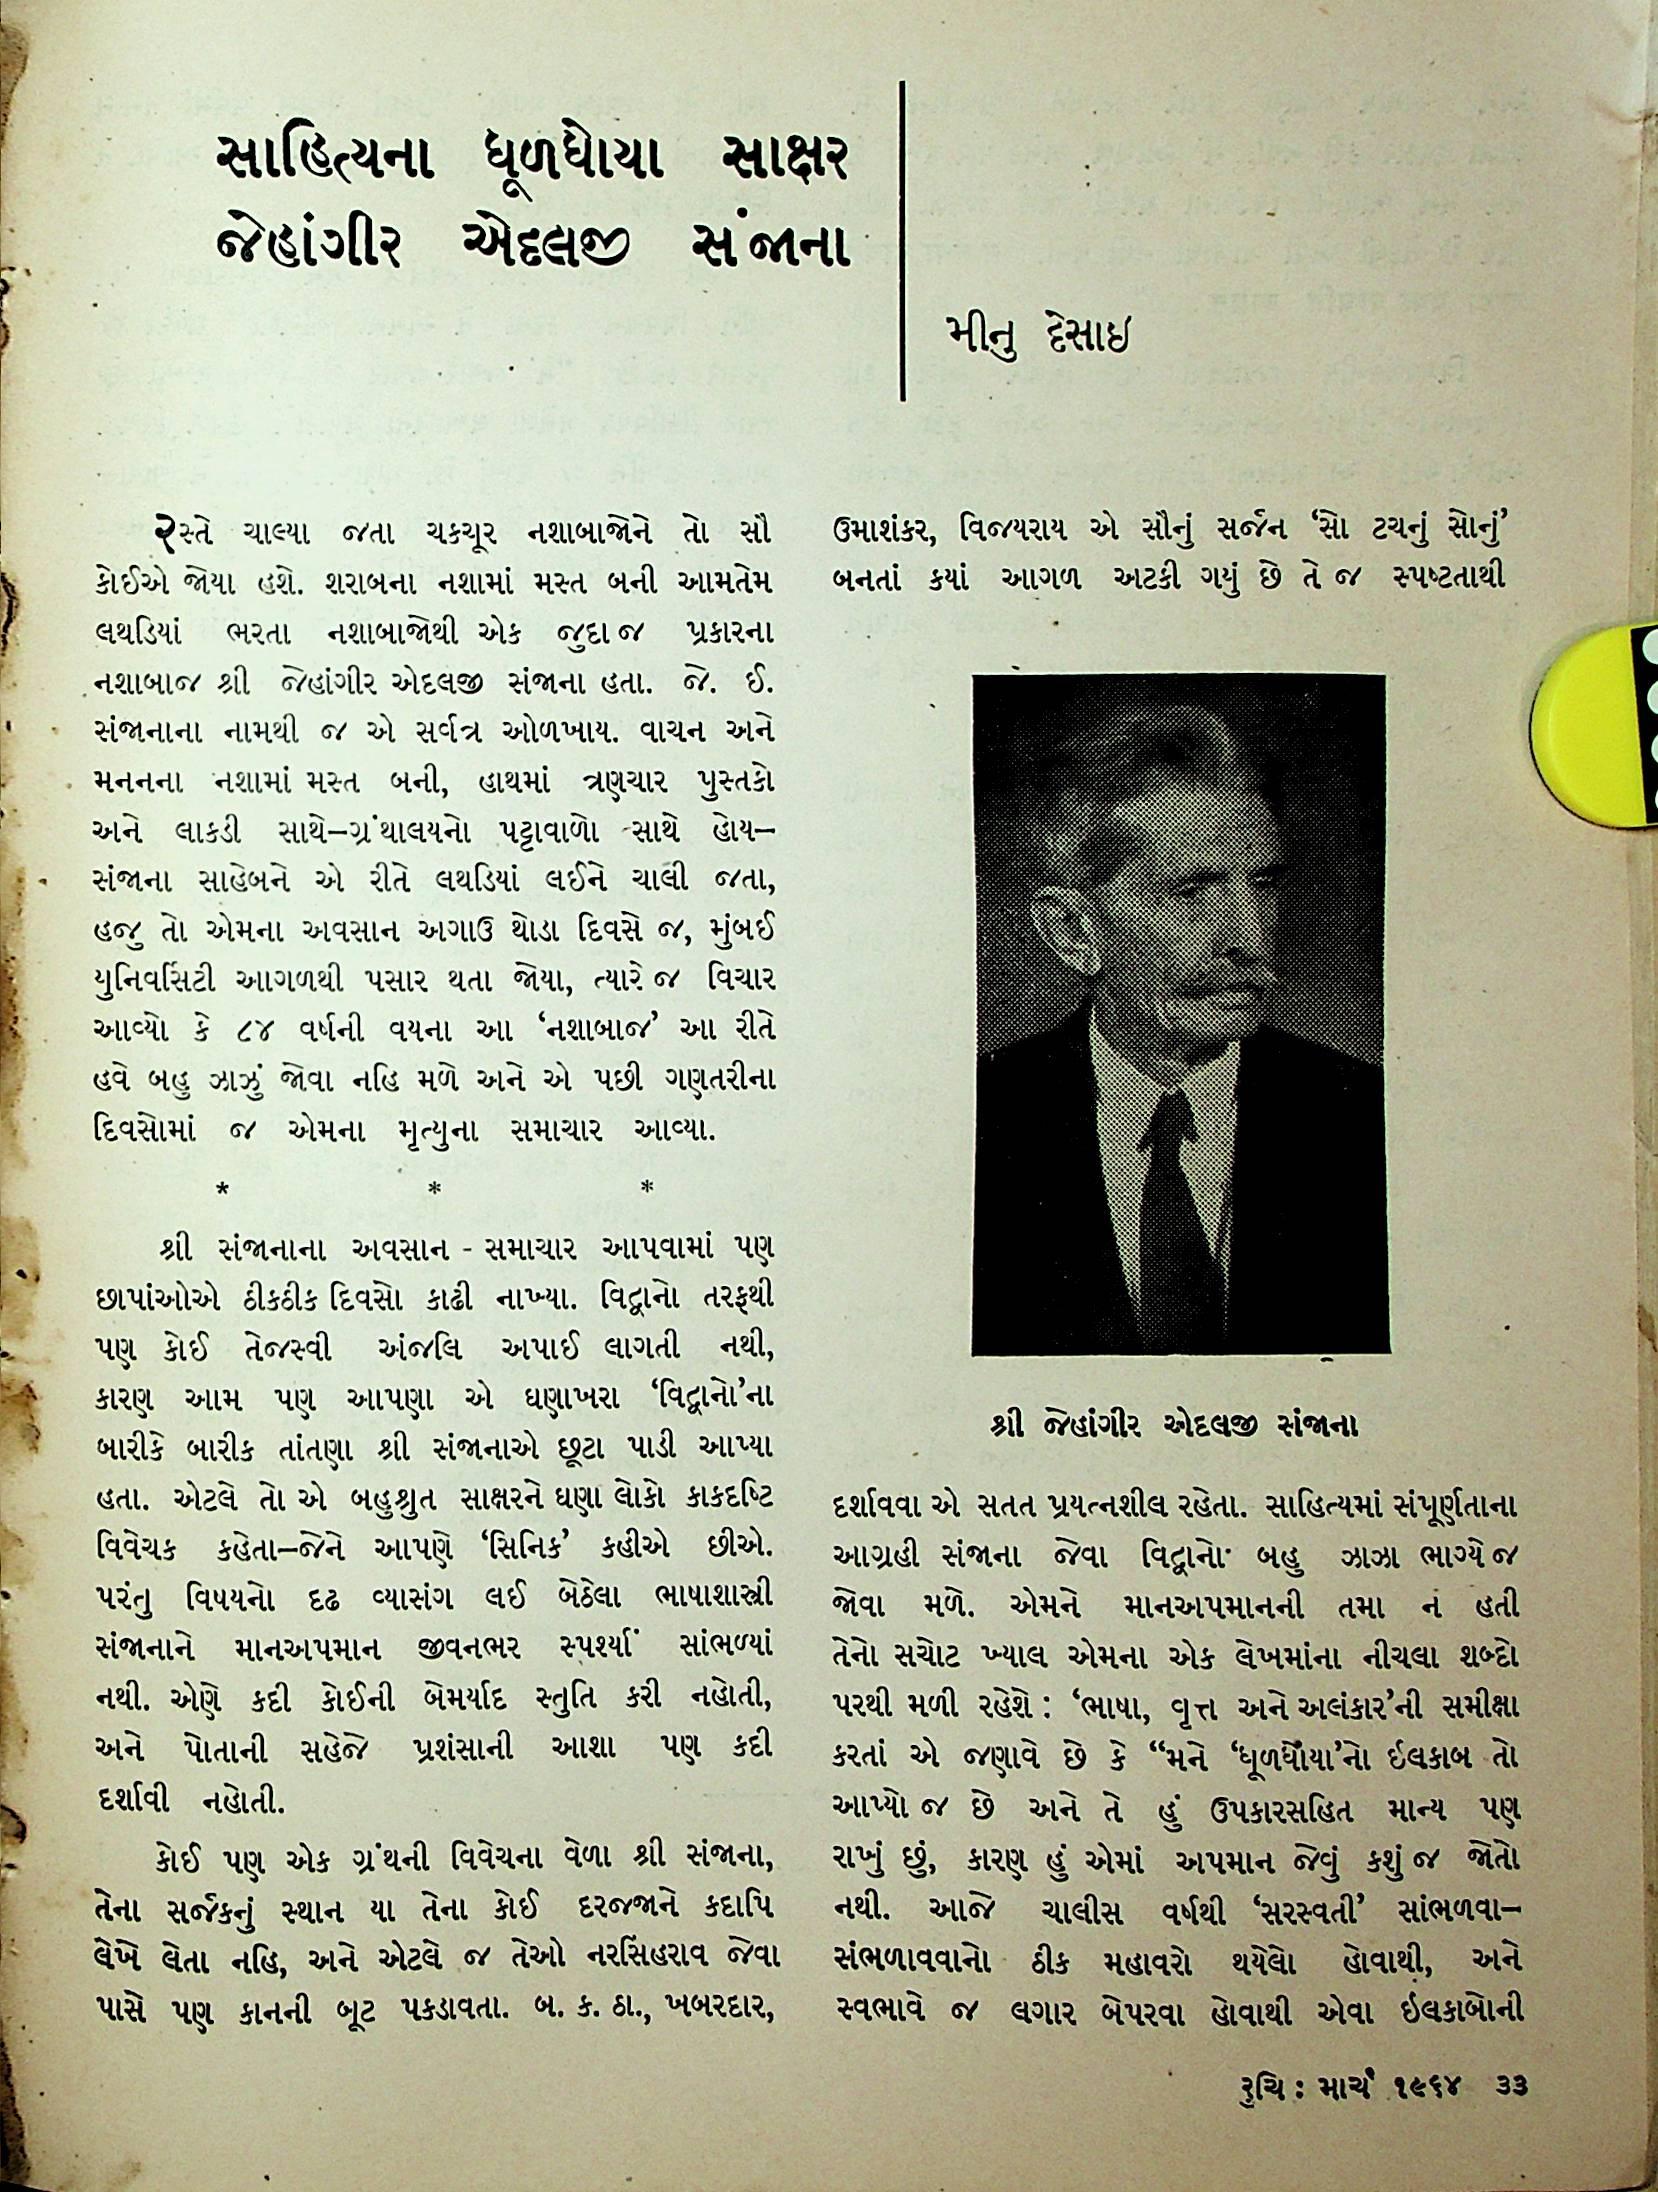 સાહિત્યના ધૂળધોયા સાક્ષર
જેહાંગીર એદલજી સંજાના
મીનુ દેસાઇ
રસ્તે ચાલ્યા જતા ચકચૂર નશાબાજોને તો સૌ
કોઈએ જોયા હશે. શરાબના નશામાં મસ્ત બની આમતેમ
લથડિયાં ભરતા નશાબાજોથી એક જુદા જ પ્રકારના
નશાબાજ શ્રી જેહાંગીર એદલજી સંજાના હતા. જે. ઈ.
સંજાનાના નામથી જ એ સર્વત્ર ઓળખાય. વાચન અને
મનનના નશામાં મસ્ત બની, હાથમાં ત્રણચાર પુસ્તકો
અને લાકડી સાથે–ગ્રંથાલયનો પટ્ટાવાળો સાથે હોય–
સંજાના સાહેબને એ રીતે લથડિયાં લઈને ચાલી જતા,
હજુ તો એમના અવસાન અગાઉ થોડા દિવસે જ, મુંબઈ
યુનિવર્સિટી આગળથી પસાર થતા જોયા, ત્યારે જ વિચાર
આવ્યો કે ૮૪ વર્ષની વયના આ ‘નશાબાજ’ આ રીતે
હવે બહુ ઝાઝું જોવા નહિ મળે અને એ પછી ગણતરીના
દિવસોમાં જ એમના મૃત્યુના સમાચાર આવ્યા.
* * *
શ્રી સંજાનાના અવસાન - સમાચાર આપવામાં પણ
છાપાંઓએ ઠીકઠીક દિવસો કાઢી નાખ્યા. વિદ્વાનો તરફથી
પણ કોઈ તેજસ્વી અંજલિ અપાઈ લાગતી નથી,
કારણ આમ પણ આપણા એ ઘણાખરા ‘વિદ્વાનો’ના
બારીકે બારીક તાંતણા શ્રી સંજાનાએ છૂટા પાડી આપ્યા
હતા. એટલે તો એ બહુશ્રુત સાક્ષરને ઘણા લોકો કાકદષ્ટિ
વિવેચક કહેતા–જેને આપણે ‘સિનિક’ કહીએ છીએ.
પરંતુ વિષયનો દઢ વ્યાસંગ લઈ બેઠેલા ભાષાશાસ્ત્રી
સંજાનાને માનઅપમાન જીવનભર સ્પર્શ્યાં સાંભળ્યાં
નથી. એણે કદી કોઈની બેમર્યાદ સ્તુતિ કરી નહોતી,
અને પોતાની સહેજે પ્રશંસાની આશા પણ કદી
દર્શાવી નહોતી.
કોઈ પણ એક ગ્રંથની વિવેચના વેળા શ્રી સંજાના,
તેના સર્જકનું સ્થાન યા તેના કોઈ દરજજાને કદાપિ
લેખે લેતા નહિ, અને એટલે જ તેઓ નરસિંહરાવ જેવા
પાસે પણ કાનની બૂટ પકડાવતા. બ. ક. ઠા., ખબરદાર,
ઉમાશંકર, વિજયરાય એ સૌનું સર્જન ‘સો ટચનું સોનું’
બનતાં કયાં આગળ અટકી ગયું છે તે જ સ્પષ્ટતાથી
શ્રી જેહાંગીર એદલજી સંજાના
દર્શાવવા એ સતત પ્રયત્નશીલ રહેતા. સાહિત્યમાં સંપૂર્ણતાના
આગ્રહી સંજાના જેવા વિદ્વાનો બહુ ઝાઝા ભાગ્યે જ
જોવા મળે. એમને માનઅપમાનની તમા ન હતી
તેનો સચોટ ખ્યાલ એમના એક લેખમાંના નીચલા શબ્દો
પરથી મળી રહેશે : ‘ભાષા, વૃત્ત અને અલંકાર’ની સમીક્ષા
કરતાં એ જણાવે છે કે “મને ‘ધૂળધોયા’નો ઇલકાબ તો
આપ્યો જ છે અને તે હું ઉપકારસહિત માન્ય પણ
રાખું છું, કારણ હું એમાં અપમાન જેવું કશું જ જોતો
નથી. આજે ચાલીસ વર્ષથી ‘સરસ્વતી’ સાંભળવા–
સંભળાવવાનો ઠીક મહાવરો થયેલો હોવાથી, અને
સ્વભાવે જ લગાર બેપરવા હોવાથી એવા ઇલકાબોની
રુચિ : માર્ચ ૧૯૬૪ ૩૩